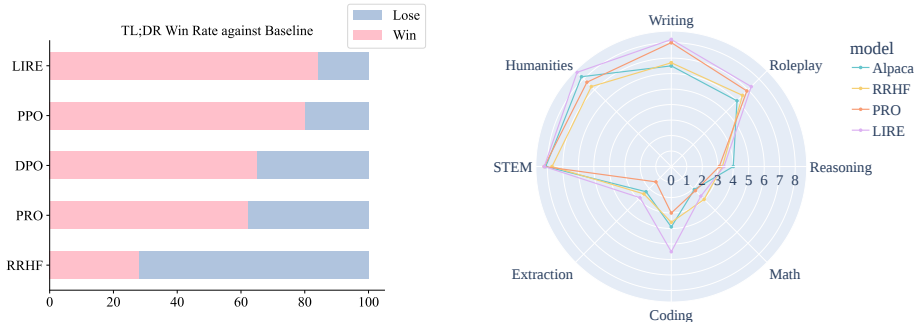 TL;DR Win Rate against Baseline
Lose
Win
LIRE
PPO
DPO
PRO
RRHF
0 20 40 60 80 100
Writing
Humanities
Roleplay
STEM
Reasoning
0 1 2 3 4 5 6 7 8
Extraction
Math
Coding
model
Alpaca
RRHF
PRO
LIRE